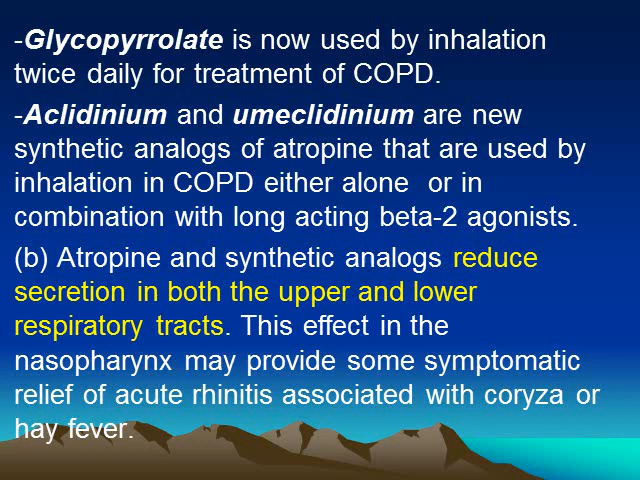 -Glycopyrrolate is now used by inhalation
twice daily for treatment of COPD.
-Aclidinium and umeclidinium are new
synthetic analogs of atropine that are used by
inhalation in COPD either alone  or in
combination with long acting beta-2 agonists.
(b) Atropine and synthetic analogs reduce
secretion in both the upper and lower
respiratory tracts. This effect in the
nasopharynx may provide some symptomatic
relief of acute rhinitis associated with coryza or
hay fever.